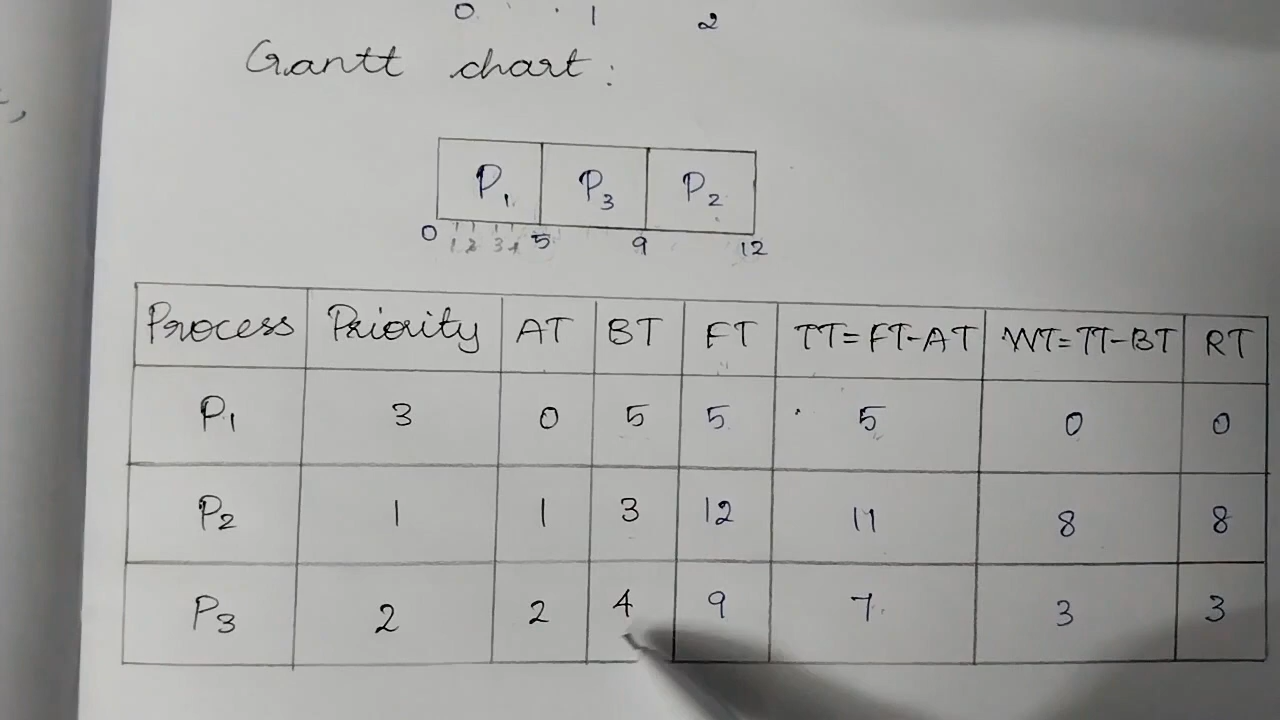 0 1 2
Gantt chart:
P1 P3 P2
0 1 2 3 4 5 9 12
Process Priority AT BT FT TT=FT-AT WT=TT-BT RT
P1 3 0 5 5 5 0 0
P2 1 1 3 12 11 8 8
P3 2 2 4 9 7 3 3